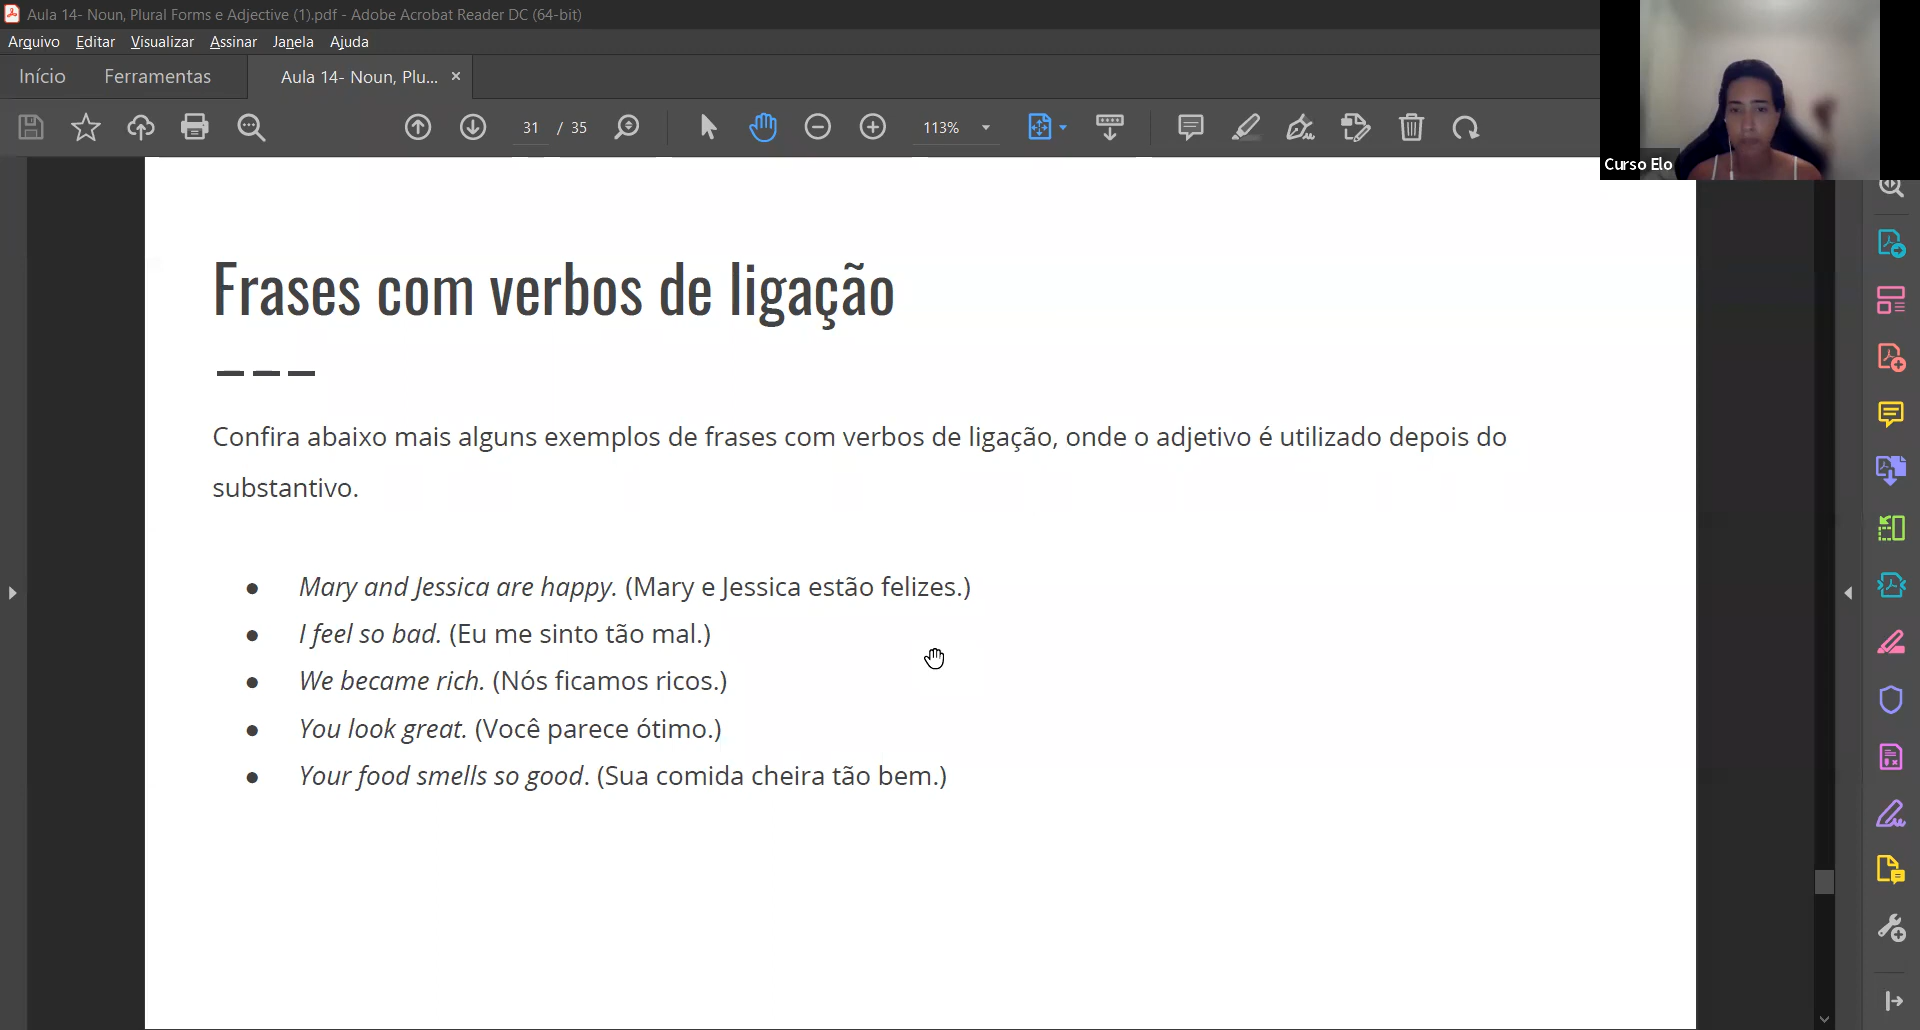 Aula 14- Noun, Plural Forms e Adjective (1).pdf - Adobe Acrobat Reader DC (64-bit)
Arquivo Editar Visualizar Assinar Janela Ajuda
Início Ferramentas Aula 14- Noun, Plu... ×
31 / 35 113%
Curso Elo
Frases com verbos de ligação
Confira abaixo mais alguns exemplos de frases com verbos de ligação, onde o adjetivo é utilizado depois do
substantivo.
● Mary and Jessica are happy. (Mary e Jessica estão felizes.)
● I feel so bad. (Eu me sinto tão mal.)
● We became rich. (Nós ficamos ricos.)
● You look great. (Você parece ótimo.)
● Your food smells so good. (Sua comida cheira tão bem.)